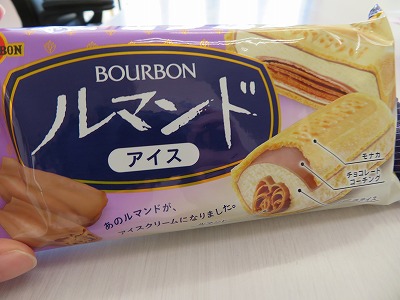 BON
BOURBON
ルマンド
アイス
モナカ
チョコレート
コーチング
あのルマンドが、
アイスクリームになりました。